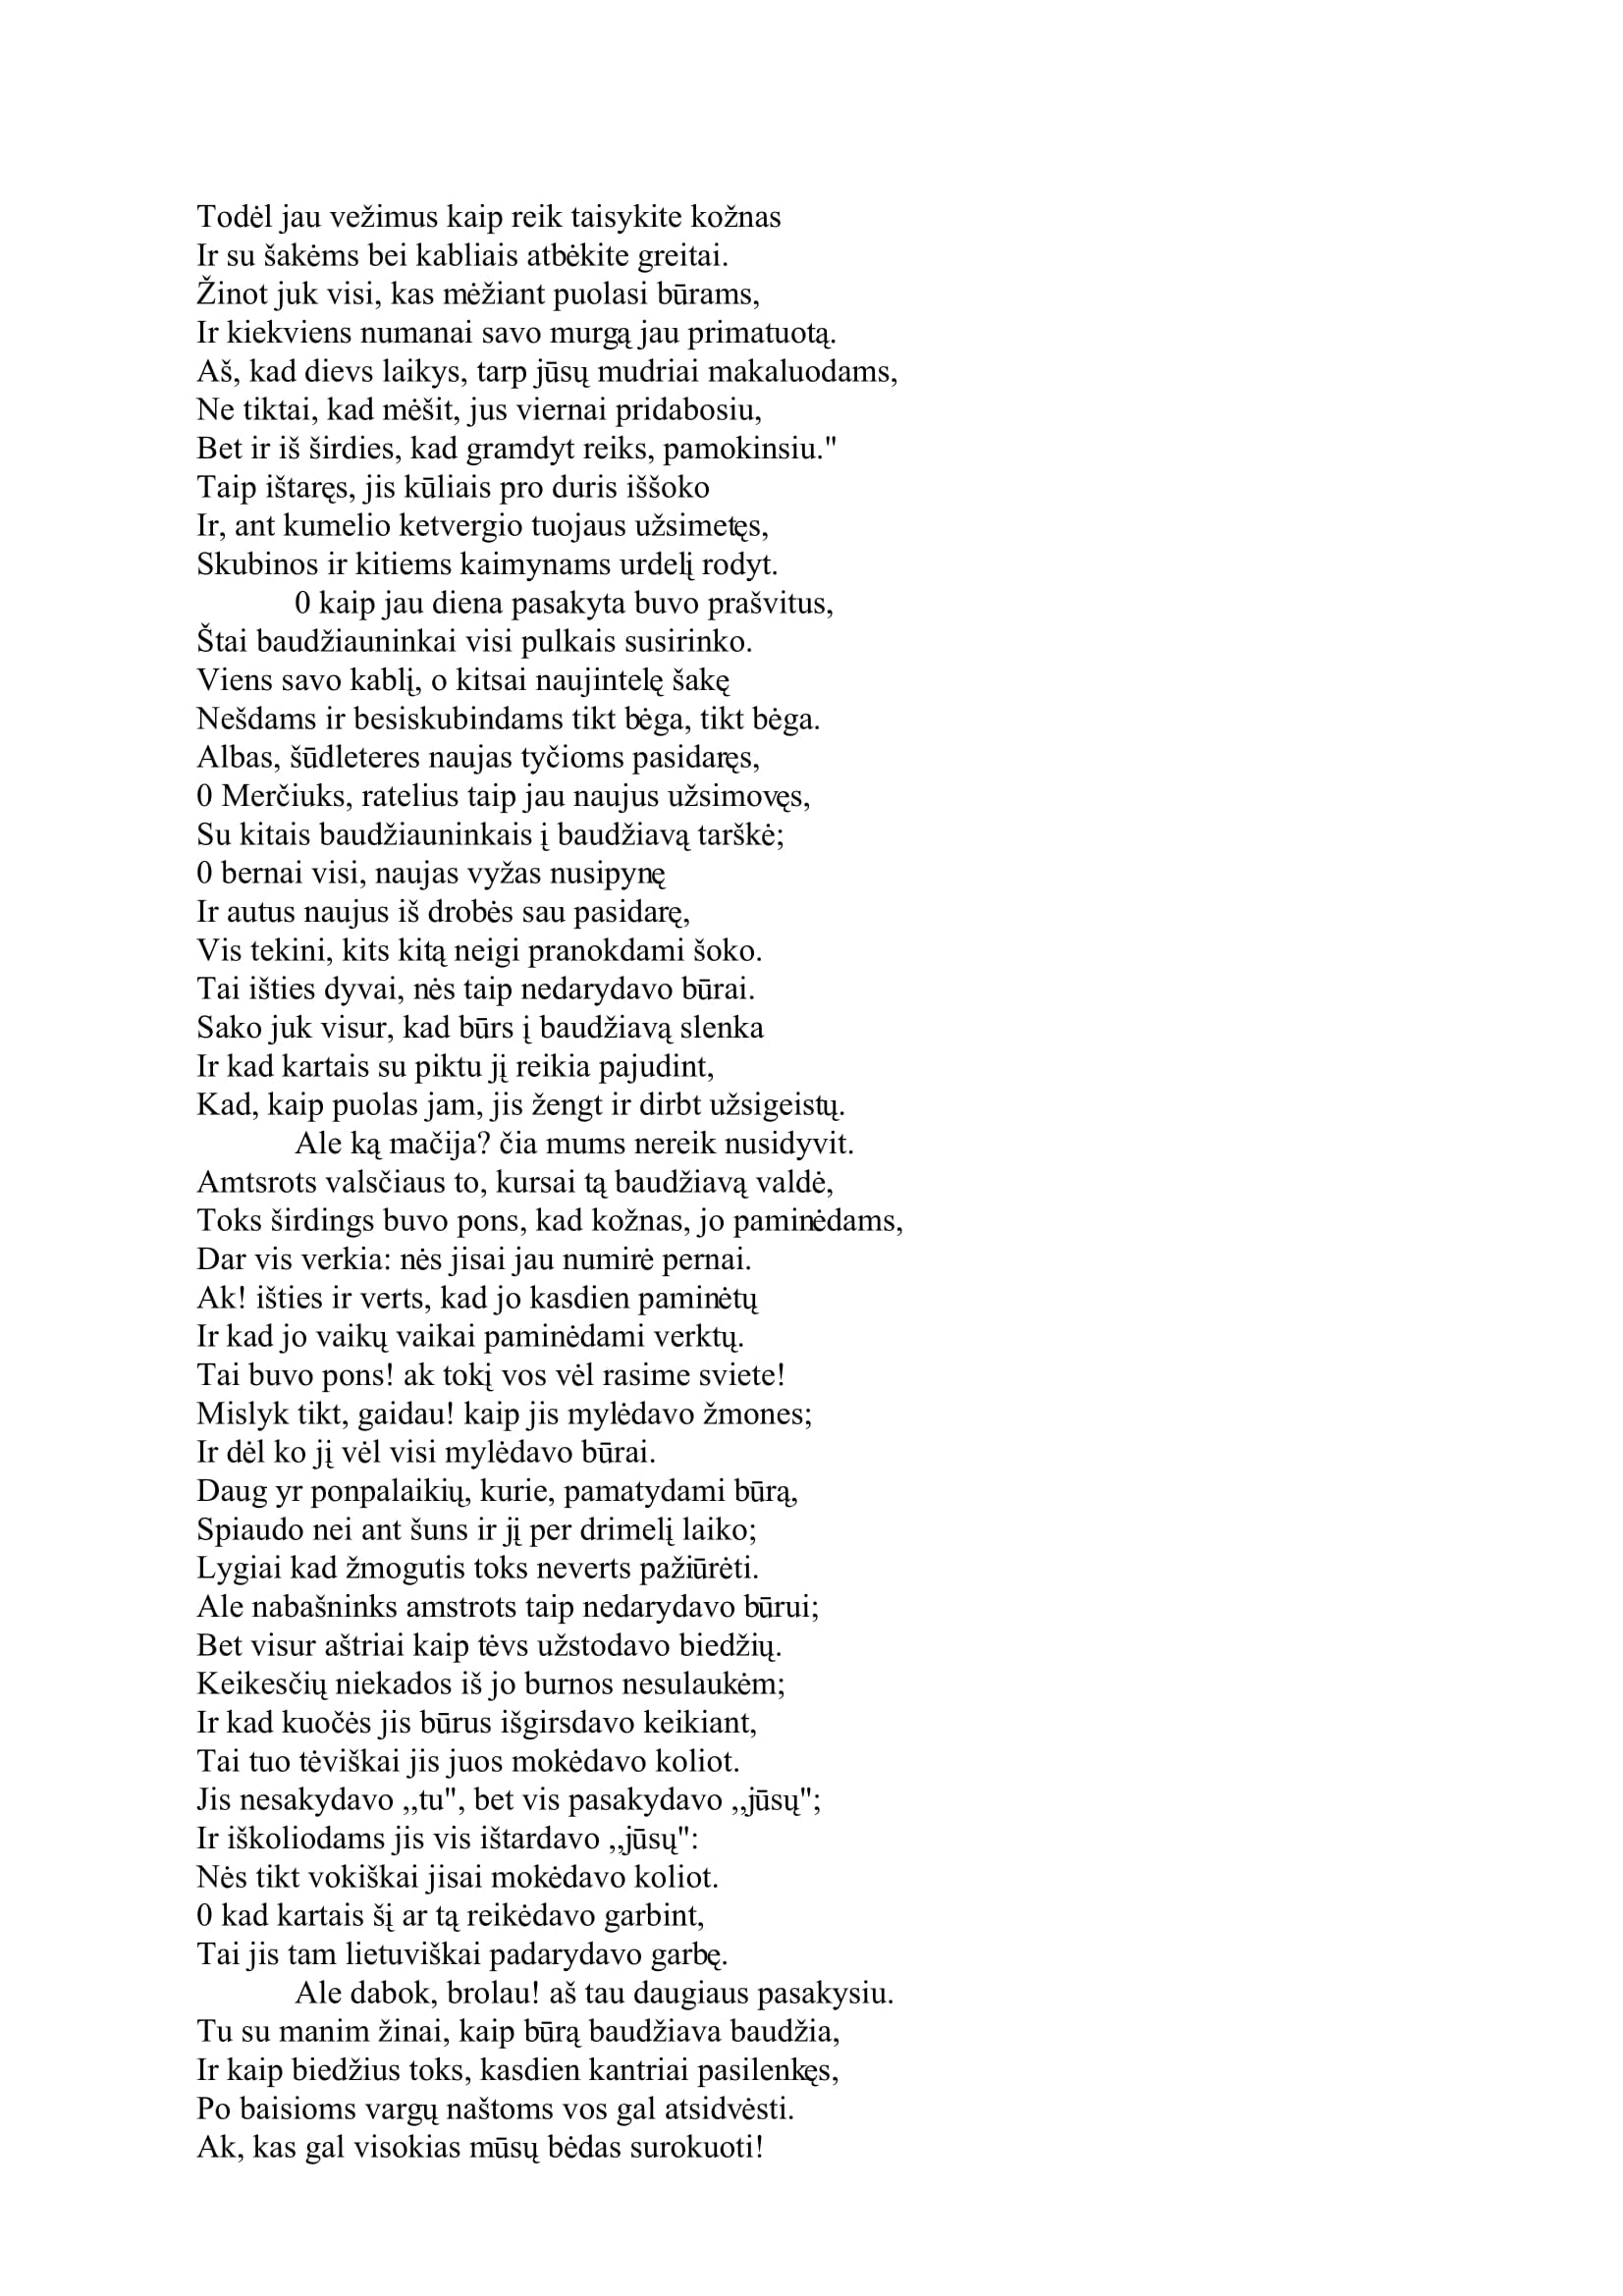 Todėl jau vežimus kaip reik taisykite kožnas
Ir su šakėms bei kabliais atbėkite greitai.
Žinot juk visi, kas mėžiant puolasi būrams,
Ir kiekviens numanai savo murgą jau primatuotą.
Aš, kad dievs laikys, tarp jūsų mudriai makaluodams,
Ne tiktai, kad mėšit, jus viernai pridabosiu,
Bet ir iš širdies, kad gramdyt reiks, pamokinsiu."
Taip ištaręs, jis kūliais pro duris iššoko
Ir, ant kumelio ketvergio tuojaus užsimetęs,
Skubinos ir kitiems kaimynams urdelį rodyt.
0 kaip jau diena pasakyta buvo prašvitus,
Štai baudžiauninkai visi pulkais susirinko.
Viens savo kablį, o kitsai naujintelę šakę
Nešdams ir besiskubindams tikt bėga, tikt bėga.
Albas, šūdleteres naujas tyčioms pasidaręs,
0 Merčiuks, ratelius taip jau naujus užsimovęs,
Su kitais baudžiauninkais į baudžiavą tarškė;
0 bernai visi, naujas vyžas nusipynę
Ir autus naujus iš drobės sau pasidarę,
Vis tekini, kits kitą neigi pranokdami šoko.
Tai išties dyvai, nės taip nedarydavo būrai.
Sako juk visur, kad būrs į baudžiavą slenka
Ir kad kartais su piktu jį reikia pajudint,
Kad, kaip puolas jam, jis žengt ir dirbt užsigeistų.
Ale ką mačija? čia mums nereik nusidyvit.
Amtsrots valsčiaus to, kursai tą baudžiavą valdė,
Toks širdings buvo pons, kad kožnas, jo paminėdams,
Dar vis verkia: nės jisai jau numirė pernai.
Ak! išties ir verts, kad jo kasdien paminėtų
Ir kad jo vaikų vaikai paminėdami verktų.
Tai buvo pons! ak tokį vos vėl rasime sviete!
Mislyk tikt, gaidau! kaip jis mylėdavo žmones;
Ir dėl ko jį vėl visi mylėdavo būrai.
Daug yr ponpalaikių, kurie, pamatydami būrą,
Spiaudo nei ant šuns ir jį per drimelį laiko;
Lygiai kad žmogutis toks neverts pažiūrėti.
Ale nabašninks amstrots taip nedarydavo būrui;
Bet visur aštriai kaip tėvs užstodavo biedžių.
Keikesčių niekados iš jo burnos nesulaukėm;
Ir kad kuočės jis būrus išgirsdavo keikiant,
Tai tuo tėviškai jis juos mokėdavo koliot.
Jis nesakydavo ,,tu", bet vis pasakydavo ,,jūsų";
Ir iškoliodams jis vis ištardavo ,,jūsų":
Nės tikt vokiškai jisai mokėdavo koliot.
0 kad kartais šį ar tą reikėdavo garbint,
Tai jis tam lietuviškai padarydavo garbę.
Ale dabok, brolau! aš tau daugiaus pasakysiu.
Tu su manim žinai, kaip būrą baudžiava baudžia,
Ir kaip biedžius toks, kasdien kantriai pasilenkęs,
Po baisioms vargų naštoms vos gal atsidvėsti.
Ak, kas gal visokias mūsų bėdas surokuoti!